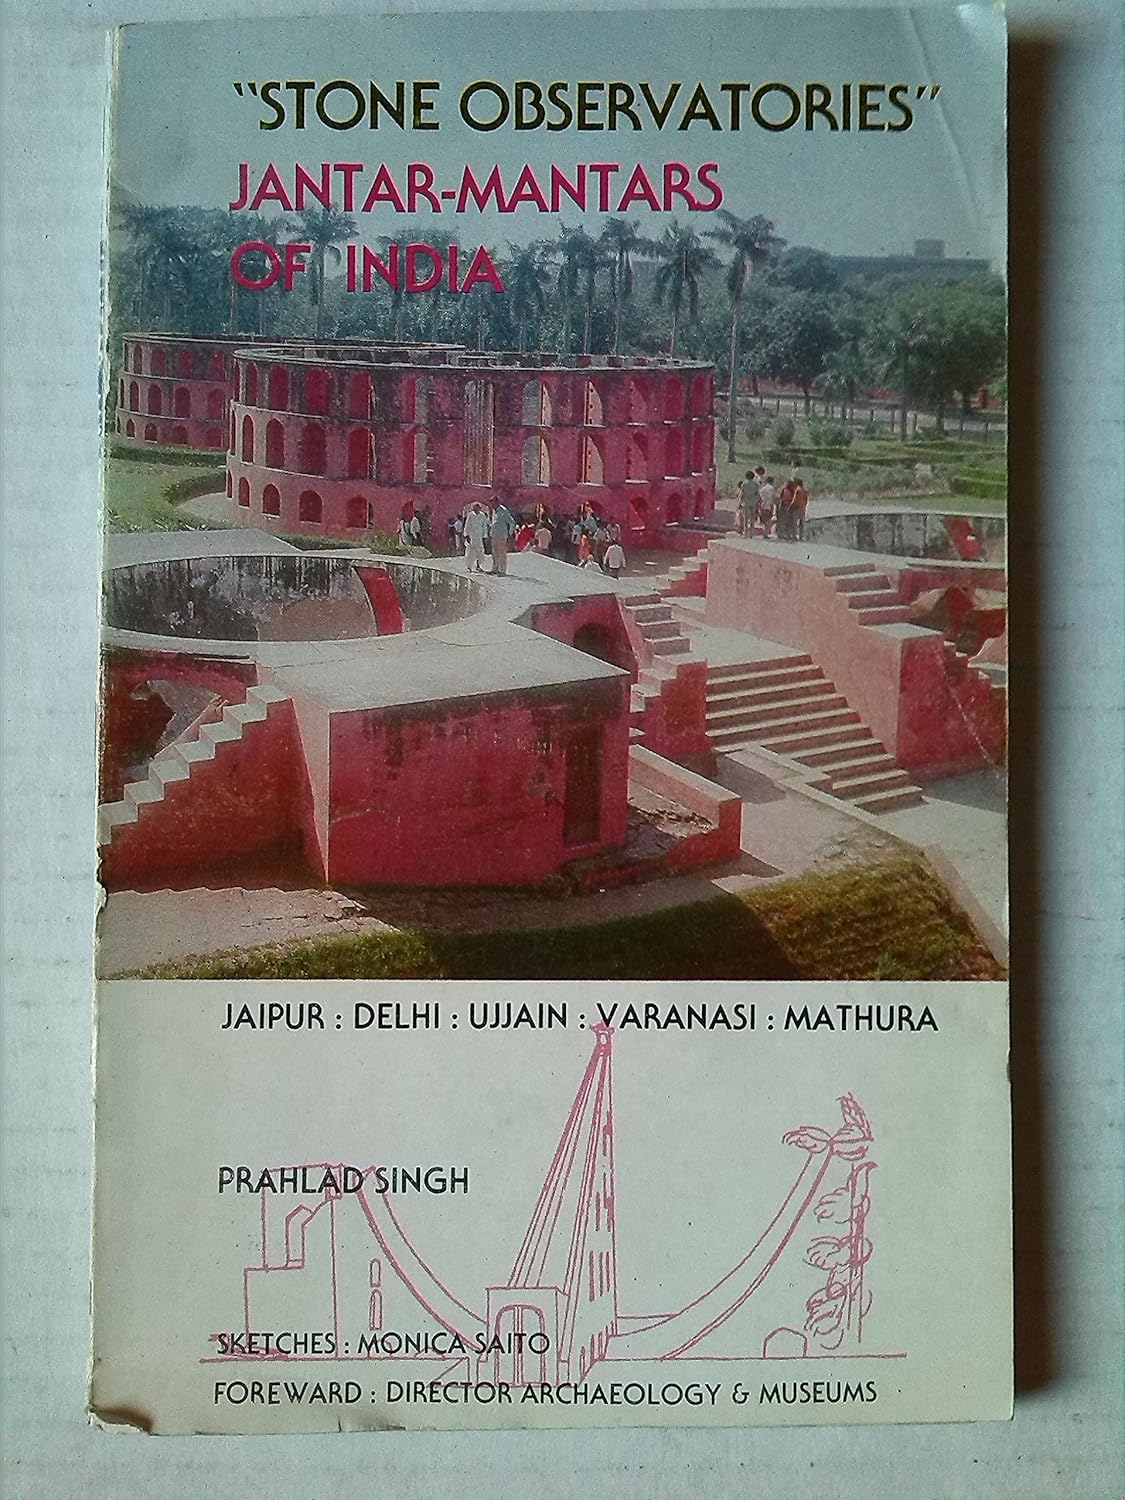 "STONE OBSERVATORIES"
JANTAR-MANTARS
OF INDIA
JAIPUR : DELHI : UJJAIN : VARANASI : MATHURA
PRAHLAD SINGH
SKETCHES : MONICA SAITO
FOREWARD : DIRECTOR ARCHAEOLOGY & MUSEUMS